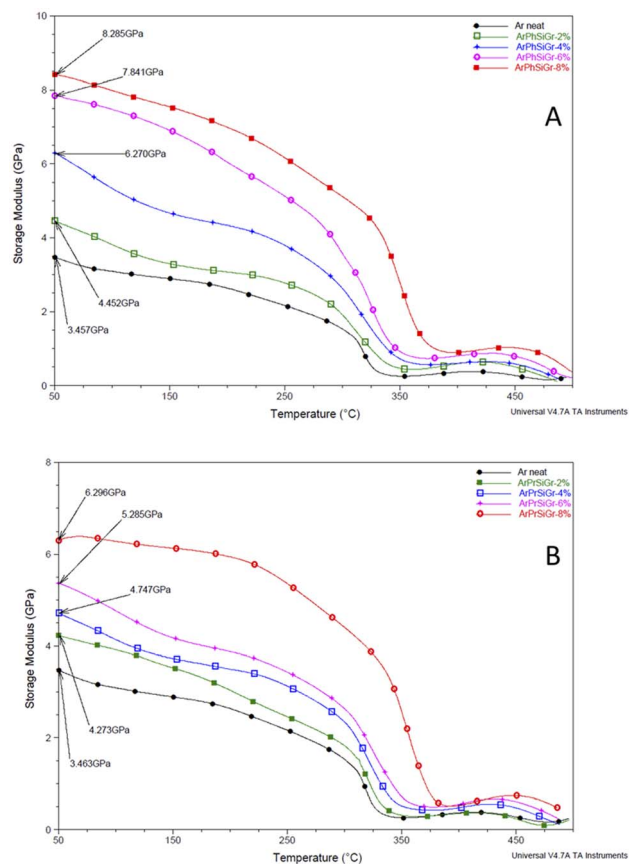 Ar neat
ArPhSiGr-2%
ArPhSiGr-4%
ArPhSiGr-6%
ArPhSiGr-8%
A
8.285GPa
7.841GPa
6.270GPa
4.452GPa
3.457GPa
10
8
6
4
2
0
Storage Modulus (GPa)
50 150 250 350 450
Temperature (°C)
Universal V4.7A TA Instruments
Ar neat
ArPrSiGr-2%
ArPrSiGr-4%
ArPrSiGr-6%
ArPrSiGr-8%
B
6.296GPa
5.285GPa
4.747GPa
4.273GPa
3.463GPa
8
6
4
2
0
Storage Modulus (GPa)
50 150 250 350 450
Temperature (°C)
Universal V4.7A TA Instruments